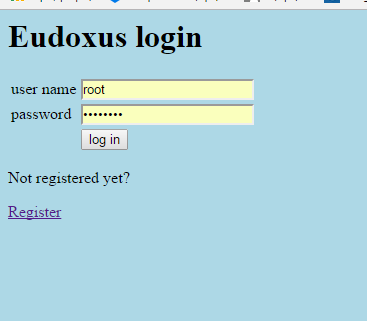 Eudoxus login
user name root
password ••••••••
log in
Not registered yet?
Register